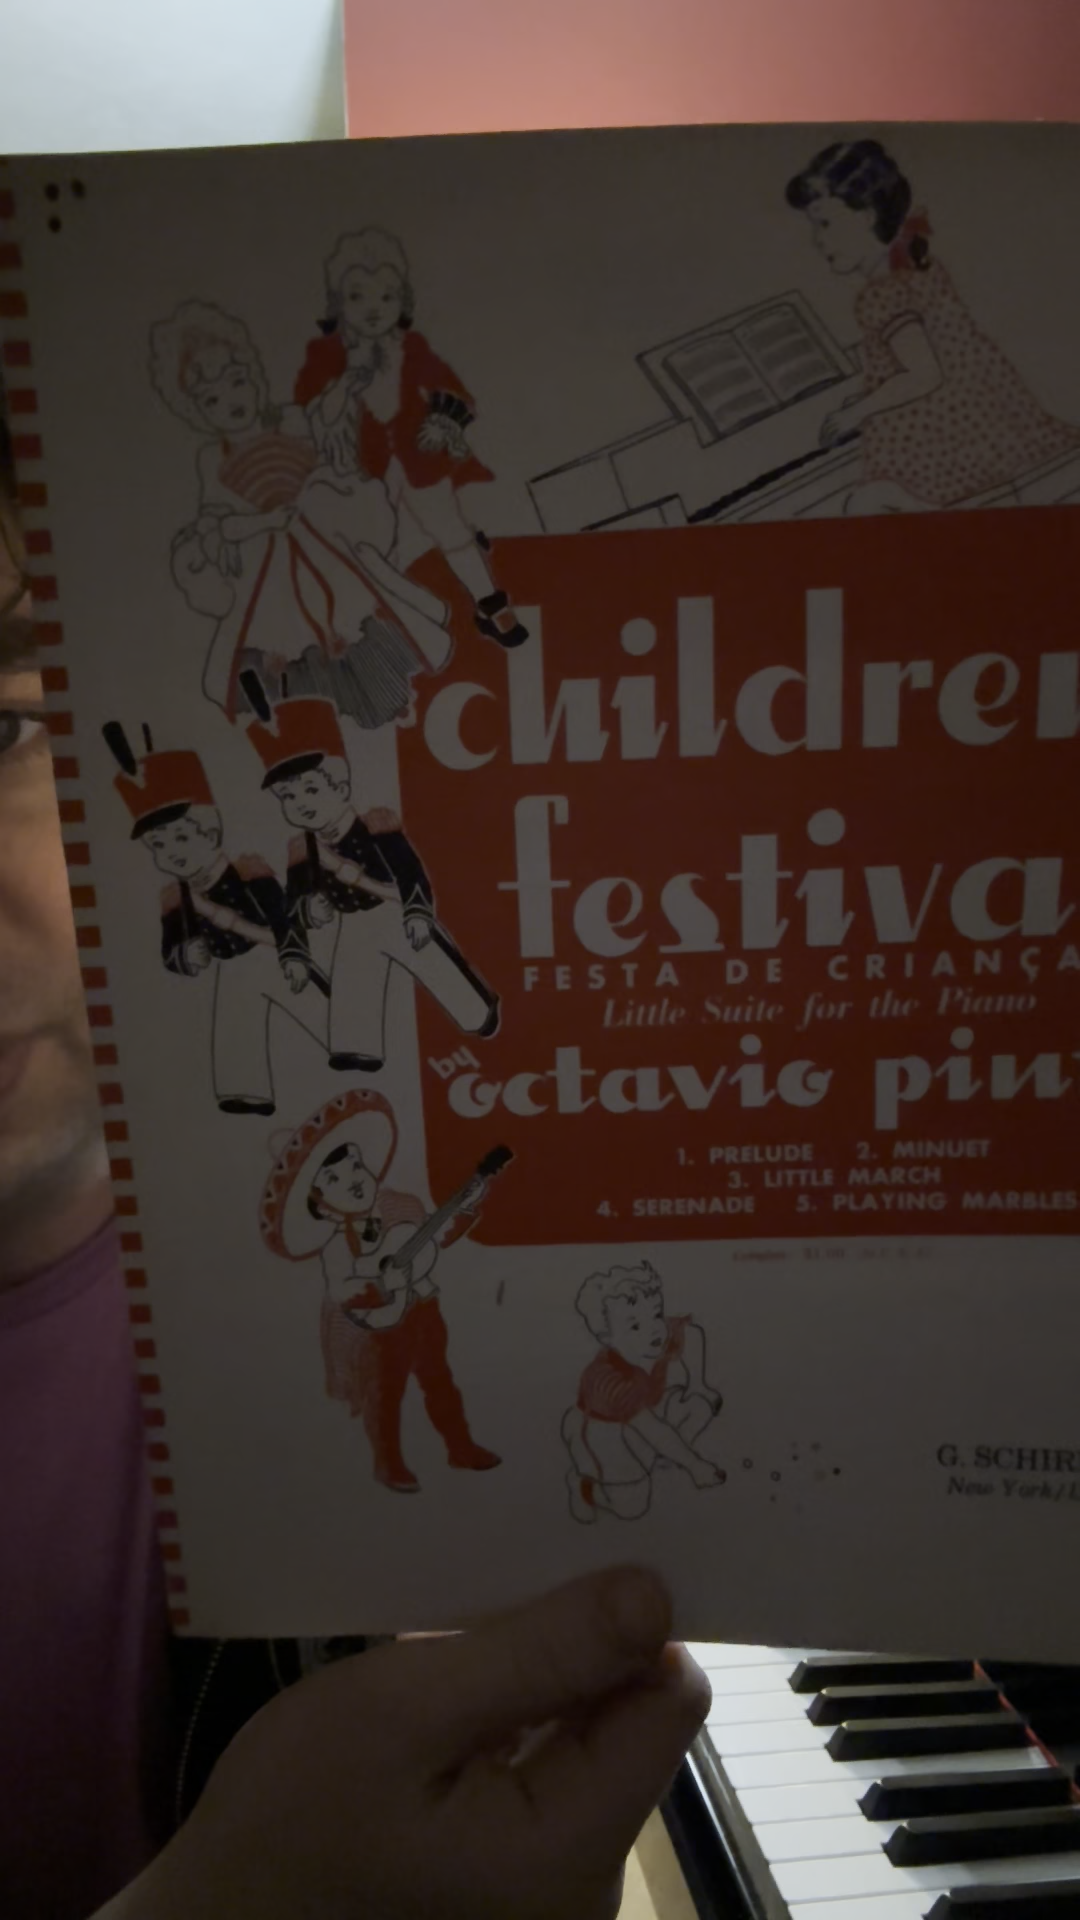 children
festiva
FESTA DE CRIANÇA
Little Suite for the Piano
by octavio pin
1. PRELUDE 2. MINUET
3. LITTLE MARCH
4. SERENADE 5. PLAYING MARBLES
G. SCHIR
New York/L